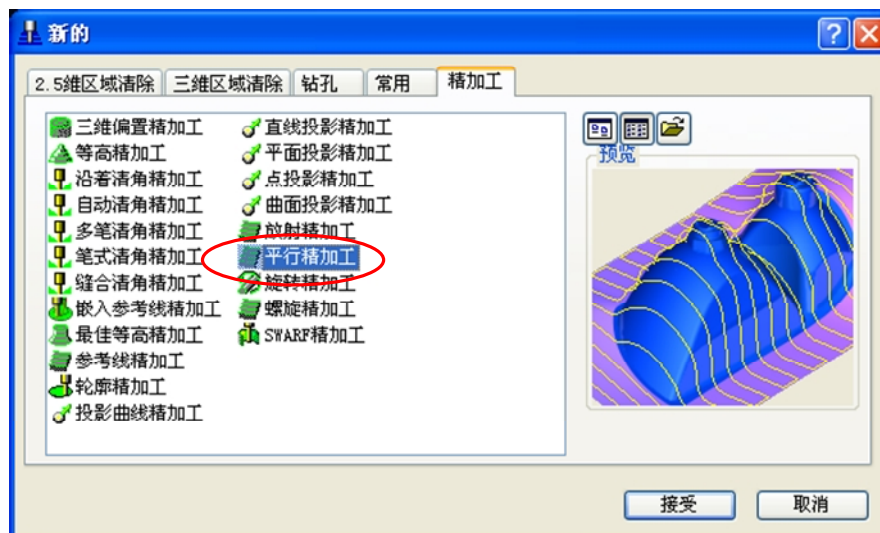 新的
2.5維区域清除 三维区域清除 钻孔 常用 精加工
三维偏置精加工
等高精加工
沿着清角精加工
自动清角精加工
多笔清角精加工
笔式清角精加工
缝合清角精加工
嵌入参考线精加工
最佳等高精加工
参考线精加工
轮廓精加工
投影曲线精加工
直线投影精加工
平面投影精加工
点投影精加工
曲面投影精加工
放射精加工
平行精加工
旋转精加工
螺旋精加工
SWARF精加工
预览
接受 取消